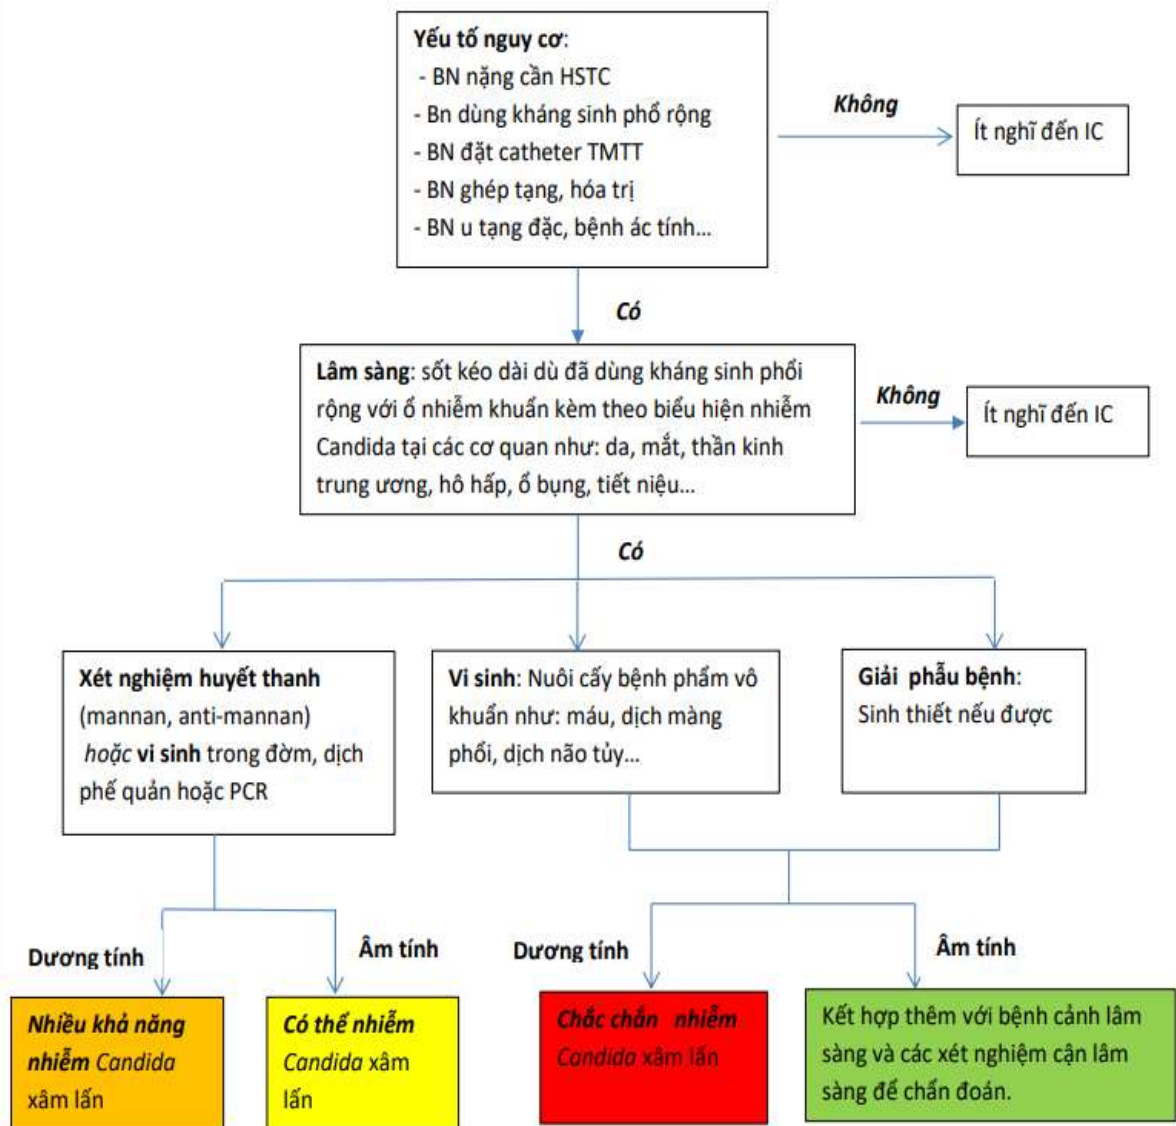 Yếu tố nguy cơ:
- BN nặng cần HSTC
- Bn dùng kháng sinh phổ rộng
- BN đặt catheter TMTT
- BN ghép tạng, hóa trị
- BN u tạng đặc, bệnh ác tính...
Không
Ít nghĩ đến IC
Có
Lâm sàng: sốt kéo dài dù đã dùng kháng sinh phổi
rộng với ổ nhiễm khuẩn kèm theo biểu hiện nhiễm
Candida tại các cơ quan như: da, mắt, thần kinh
trung ương, hô hấp, ổ bụng, tiết niệu...
Không
Ít nghĩ đến IC
Có
Xét nghiệm huyết thanh
(mannan, anti-mannan)
hoặc vi sinh trong đờm, dịch
phế quản hoặc PCR
Vi sinh: Nuôi cấy bệnh phẩm vô
khuẩn như: máu, dịch màng
phổi, dịch não tủy...
Giải phẫu bệnh:
Sinh thiết nếu được
Dương tính
Âm tính
Dương tính
Âm tính
Nhiều khả năng
nhiễm Candida
xâm lấn
Có thể nhiễm
Candida xâm
lấn
Chắc chắn nhiễm
Candida xâm lấn
Kết hợp thêm với bệnh cảnh lâm
sàng và các xét nghiệm cận lâm
sàng để chẩn đoán.